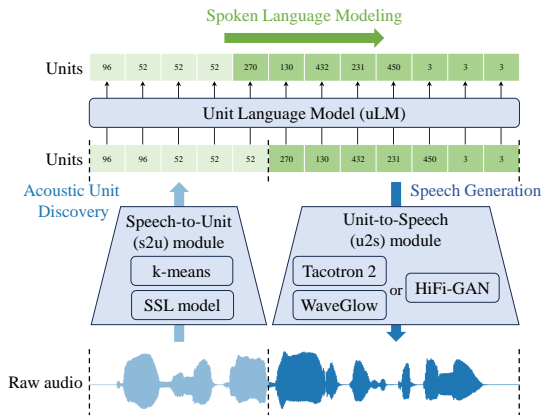 Spoken Language Modeling
Units 96 52 52 52 270 130 432 231 450 3 3 3
Unit Language Model (uLM)
Units 96 96 52 52 52 270 130 432 231 450 3 3
Acoustic Unit
Discovery
Speech Generation
Speech-to-Unit
(s2u) module
k-means
SSL model
Unit-to-Speech
(u2s) module
Tacotron 2
WaveGlow
or
HiFi-GAN
Raw audio